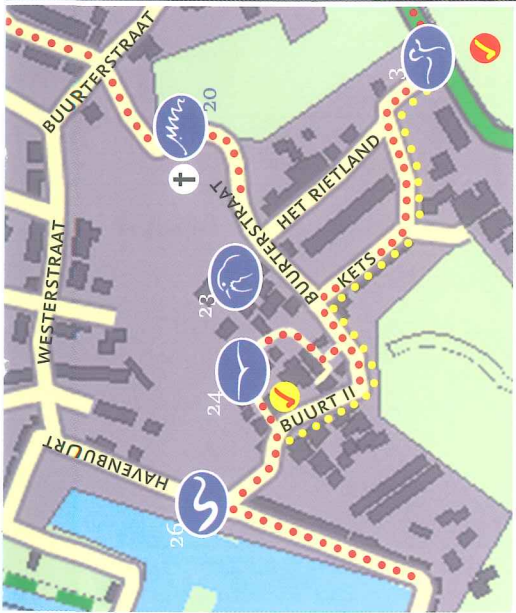 BUURTERSTRAAT
20
3
WESTERSTRAAT
BUURTERSTRAAT
HET RIETLAND
23
KETS
24
BUURT II
HAVENBUURT
26